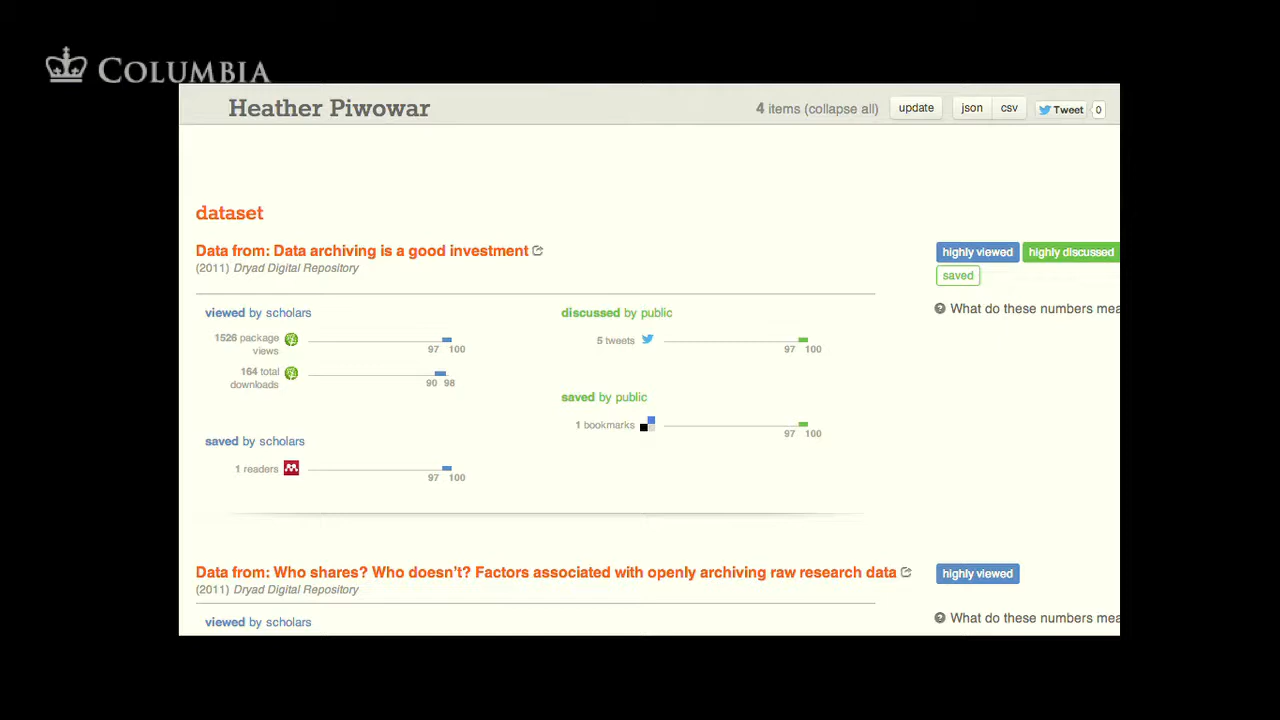 COLUMBIA
Heather Piwowar
4 items (collapse all)
update
json
csv
Tweet
0
dataset
Data from: Data archiving is a good investment
(2011) Dryad Digital Repository
highly viewed
highly discussed
saved
What do these numbers mea
viewed by scholars
1526 package
views
97 100
164 total
downloads
90 98
saved by scholars
1 readers
97 100
discussed by public
5 tweets
97 100
saved by public
1 bookmarks
97 100
Data from: Who shares? Who doesn't? Factors associated with openly archiving raw research data
(2011) Dryad Digital Repository
highly viewed
viewed by scholars
What do these numbers mea